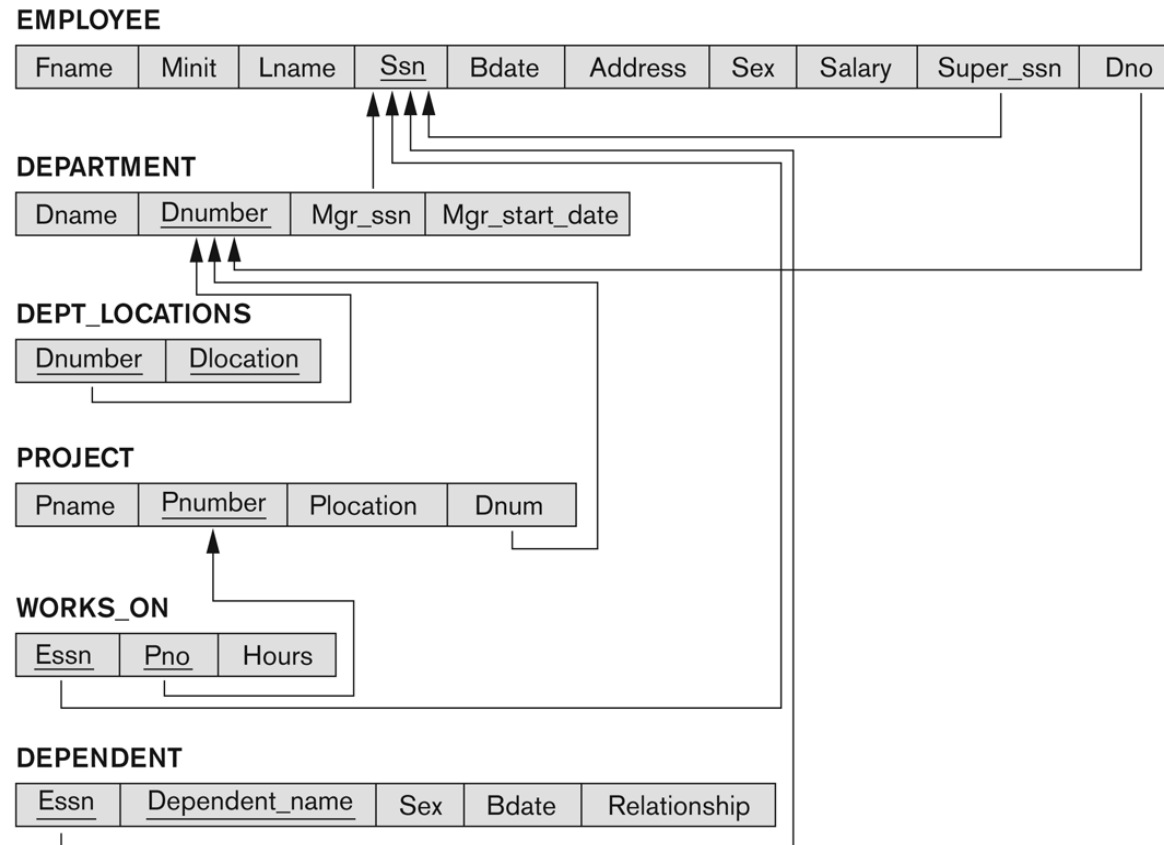 EMPLOYEE
Fname Minit Lname Ssn Bdate Address Sex Salary Super_ssn Dno
DEPARTMENT
Dname Dnumber Mgr_ssn Mgr_start_date
DEPT_LOCATIONS
Dnumber Dlocation
PROJECT
Pname Pnumber Plocation Dnum
WORKS_ON
Essn Pno Hours
DEPENDENT
Essn Dependent_name Sex Bdate Relationship